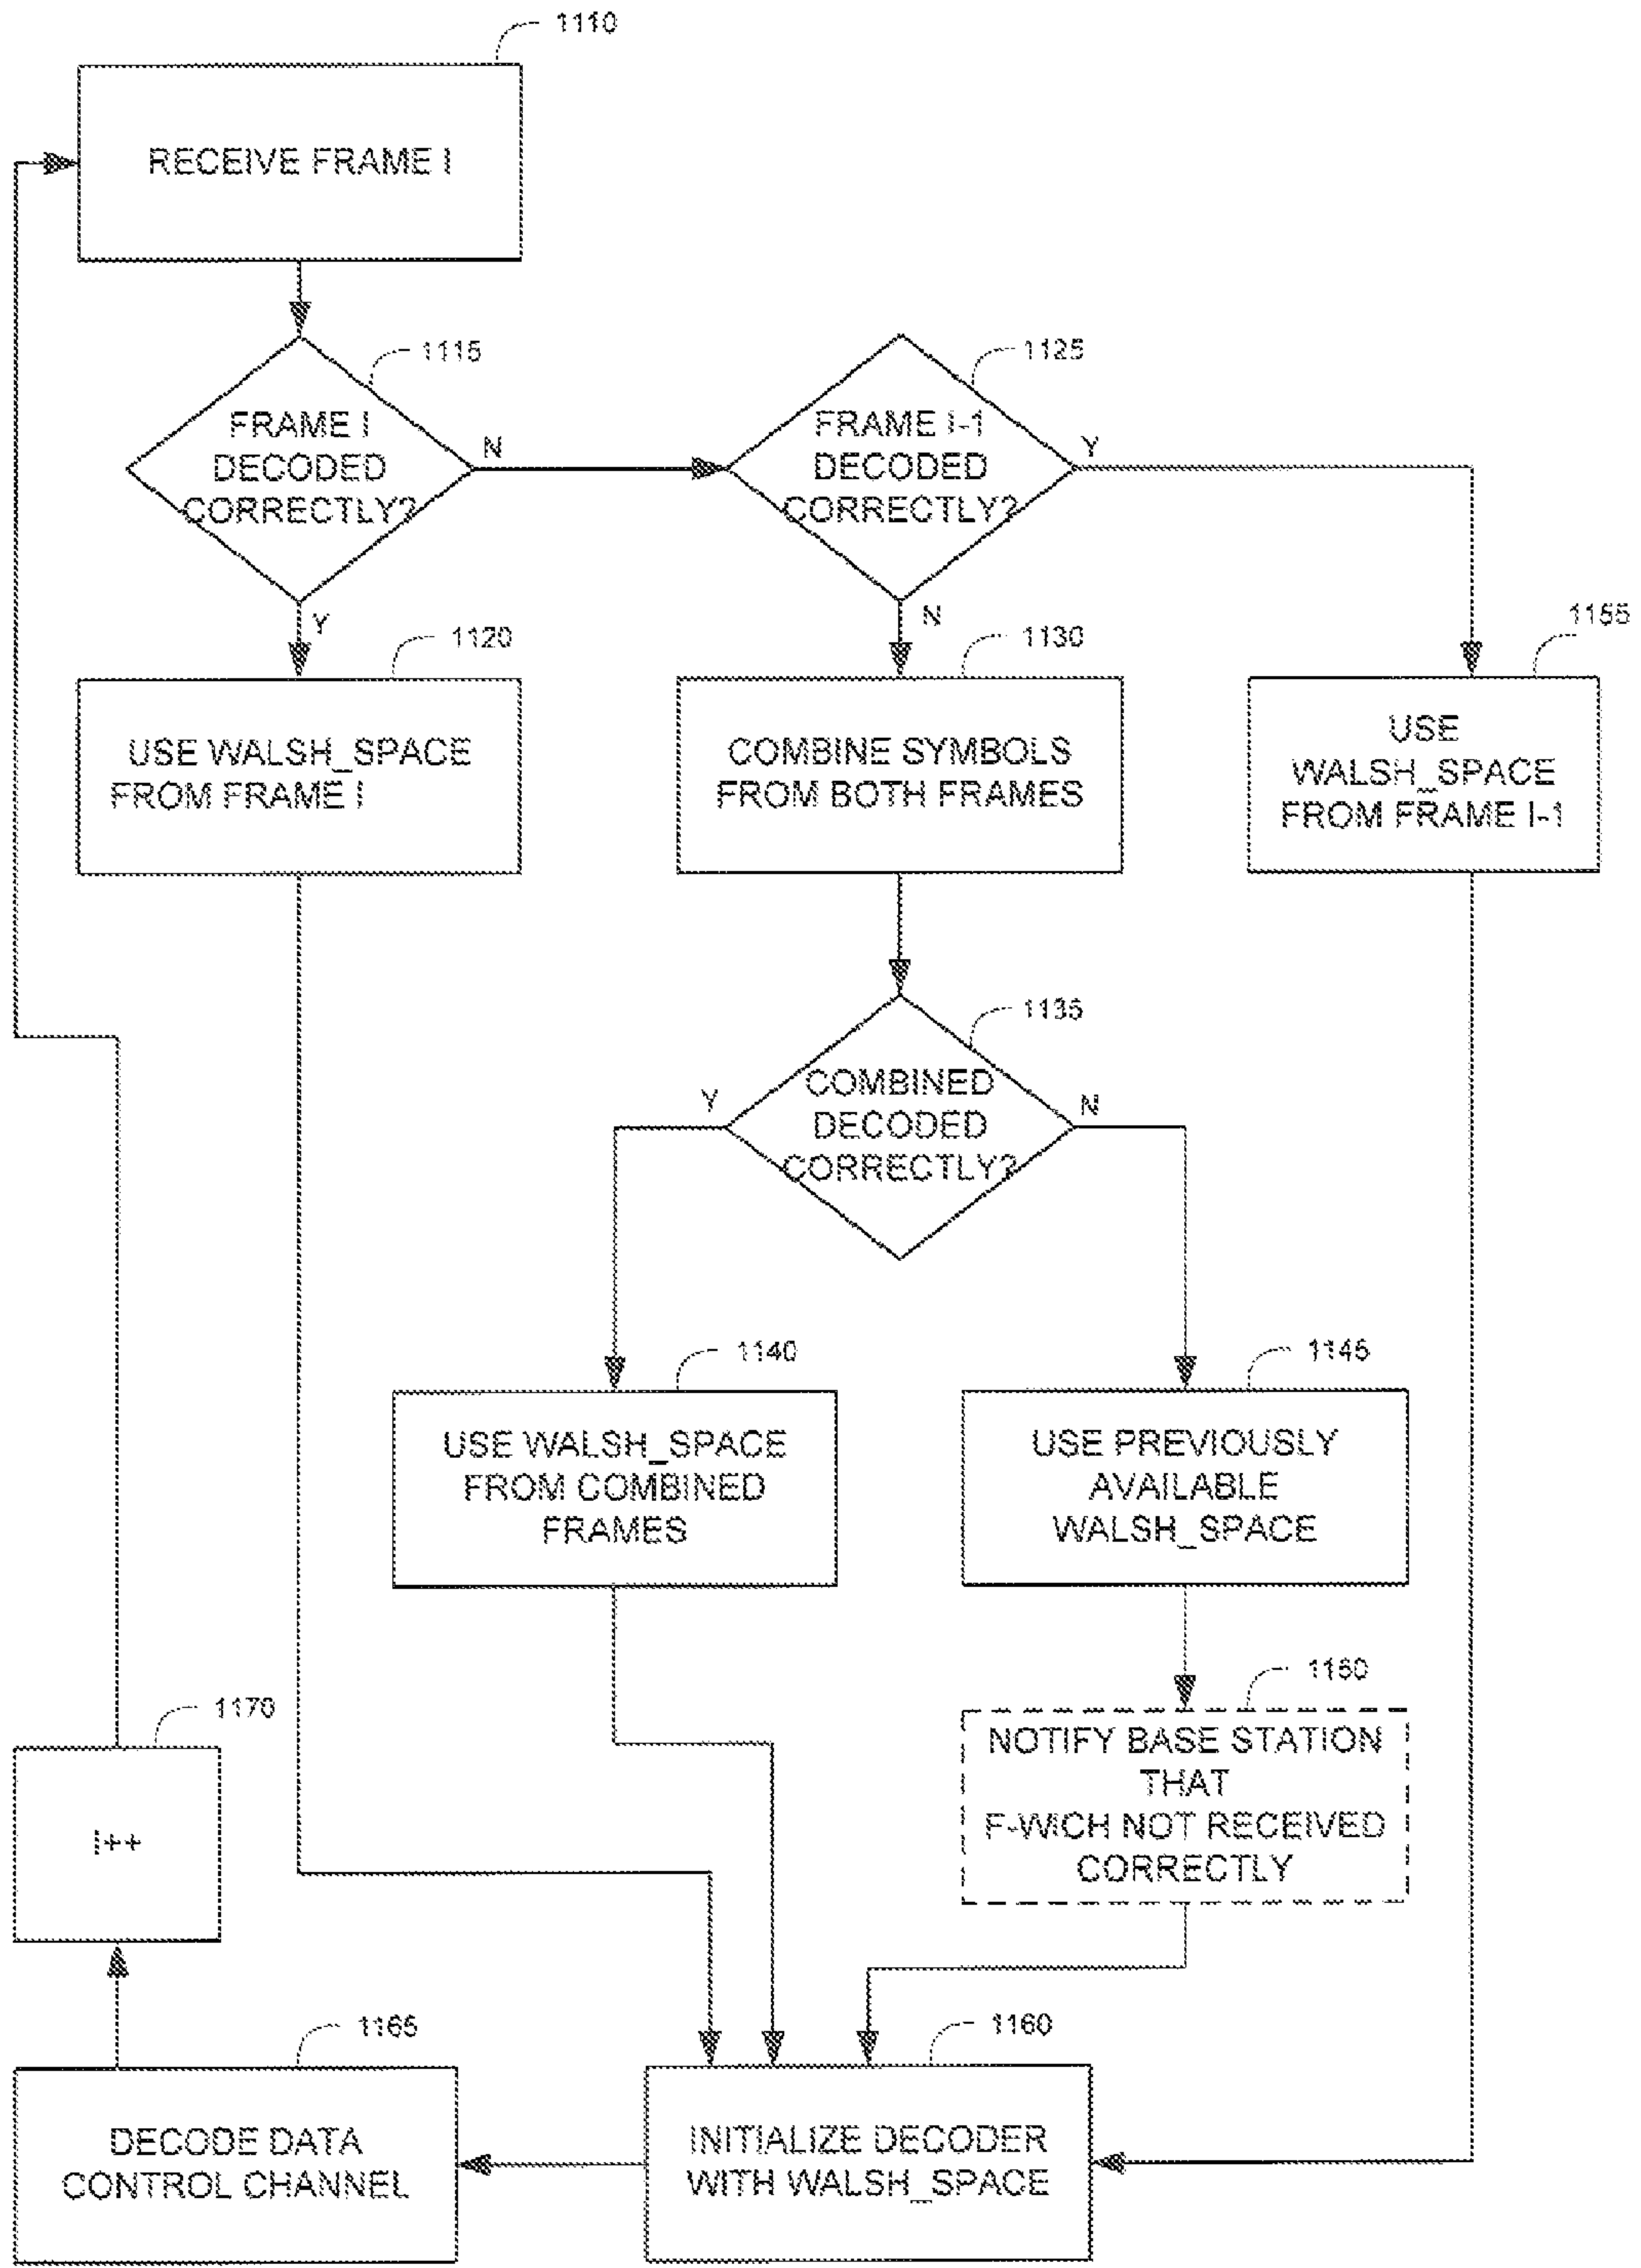 1110
RECEIVE FRAME I
1115
FRAME I
DECODED
CORRECTLY?
N
Y
1125
FRAME I-1
DECODED
CORRECTLY?
Y
N
1120
USE WALSH_SPACE
FROM FRAME I
1130
COMBINE SYMBOLS
FROM BOTH FRAMES
1155
USE
WALSH_SPACE
FROM FRAME I-1
1135
COMBINED
DECODED
CORRECTLY?
Y
N
1140
USE WALSH_SPACE
FROM COMBINED
FRAMES
1145
USE PREVIOUSLY
AVAILABLE
WALSH_SPACE
1150
NOTIFY BASE STATION
THAT
F-WICH NOT RECEIVED
CORRECTLY
1170
I++
1165
DECODE DATA
CONTROL CHANNEL
1160
INITIALIZE DECODER
WITH WALSH_SPACE